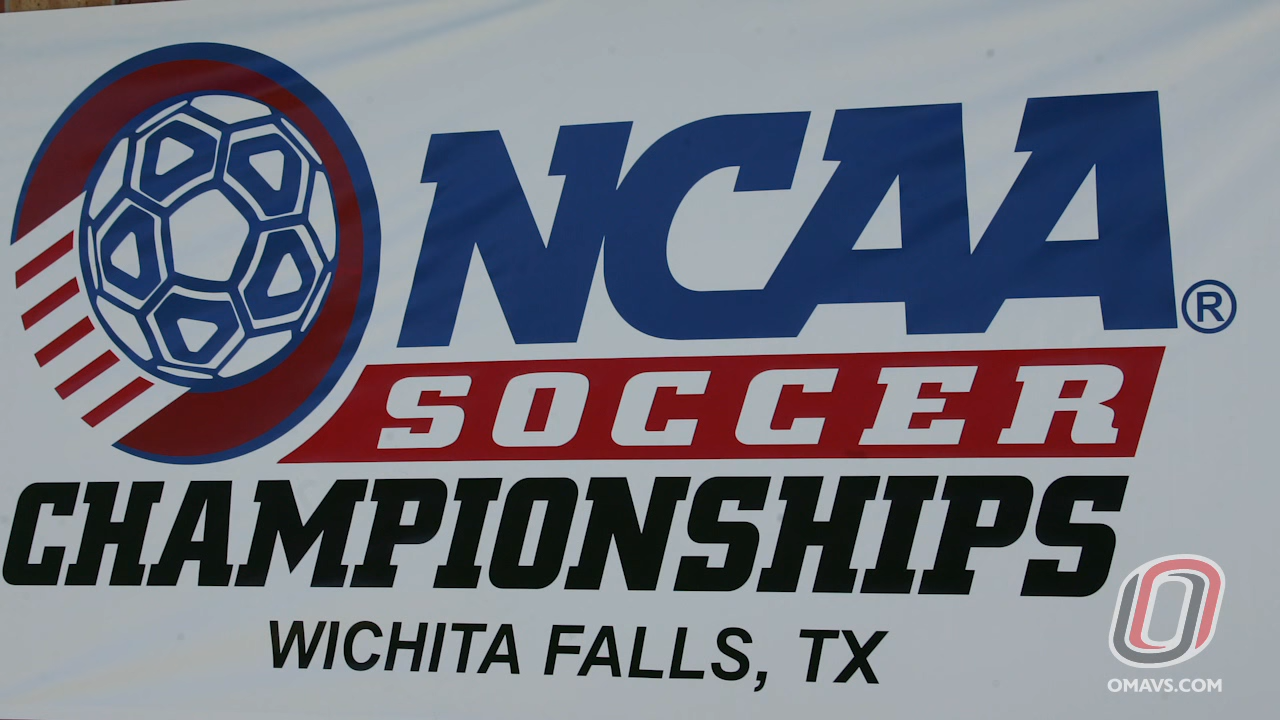 NCAA®
SOCCER
CHAMPIONSHIPS
WICHITA FALLS, TX
O
OMAVS.COM